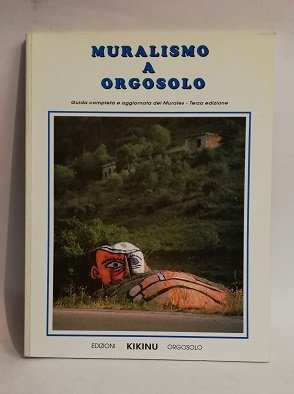 MURALISMO
A
ORGOSOLO
Guida completa e aggiornata dei Murales - Terza edizione
EDIZIONI KIKINU ORGOSOLO